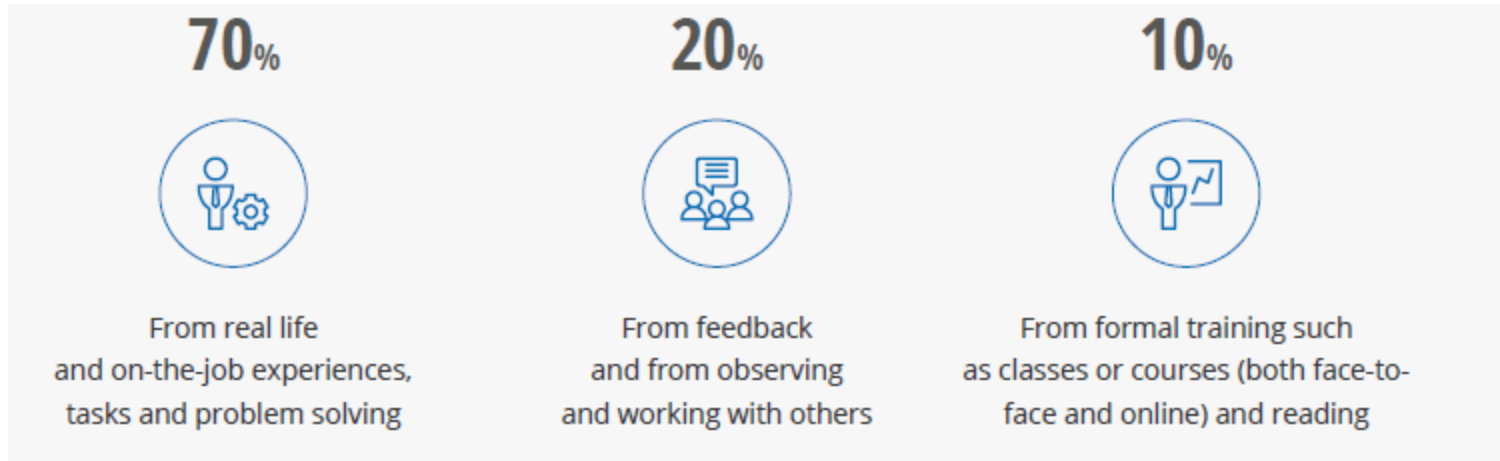 70%
20%
10%
From real life
and on-the-job experiences,
tasks and problem solving
From feedback
and from observing
and working with others
From formal training such
as classes or courses (both face-to-
face and online) and reading